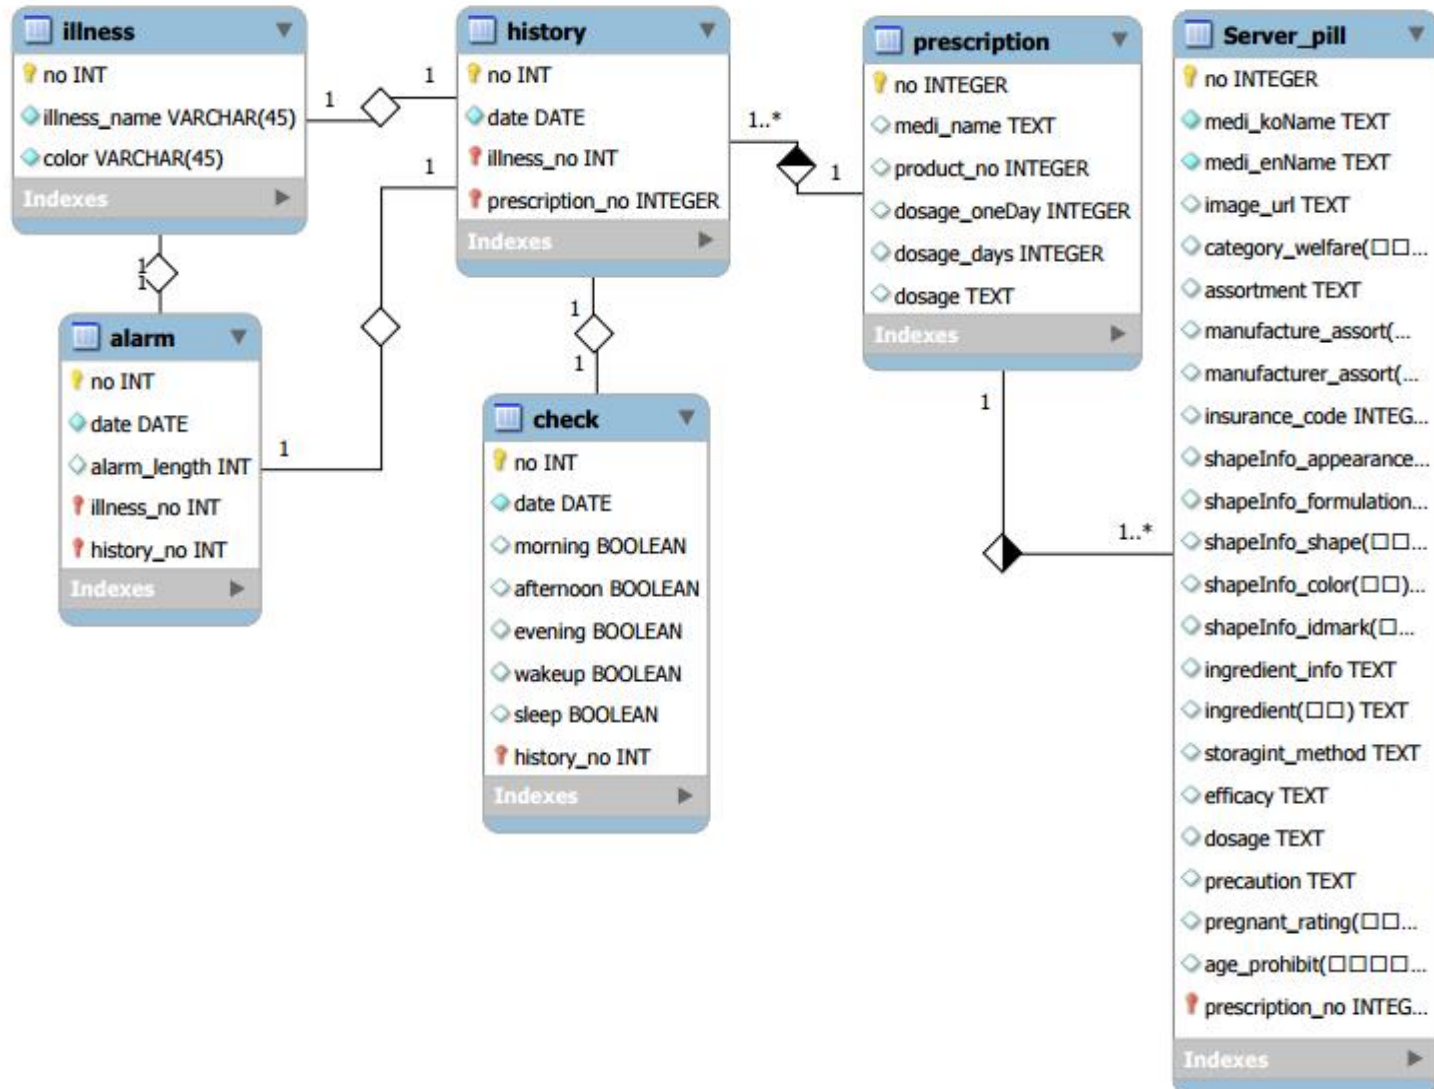 illness
no INT
illness_name VARCHAR(45)
color VARCHAR(45)
Indexes
1
1
history
no INT
date DATE
illness_no INT
prescription_no INTEGER
Indexes
1..*
1
prescription
no INTEGER
medi_name TEXT
product_no INTEGER
dosage_oneDay INTEGER
dosage_days INTEGER
dosage TEXT
Indexes
Server_pill
no INTEGER
medi_koName TEXT
medi_enName TEXT
image_url TEXT
category_welfare(□□...
assortment TEXT
manufacture_assort(...
manufacturer_assort(...
insurance_code INTEG...
shapeInfo_appearance...
shapeInfo_formulation...
shapeInfo_shape(□□...
shapeInfo_color(□□)...
shapeInfo_idmark(□...
ingredient_info TEXT
ingredient(□□) TEXT
storagint_method TEXT
efficacy TEXT
dosage TEXT
precaution TEXT
pregnant_rating(□□...
age_prohibit(□□□□...
prescription_no INTEG...
Indexes
1
1
alarm
no INT
date DATE
alarm_length INT
illness_no INT
history_no INT
Indexes
1
1
1
1
check
no INT
date DATE
morning BOOLEAN
afternoon BOOLEAN
evening BOOLEAN
wakeup BOOLEAN
sleep BOOLEAN
history_no INT
Indexes
1
1..*